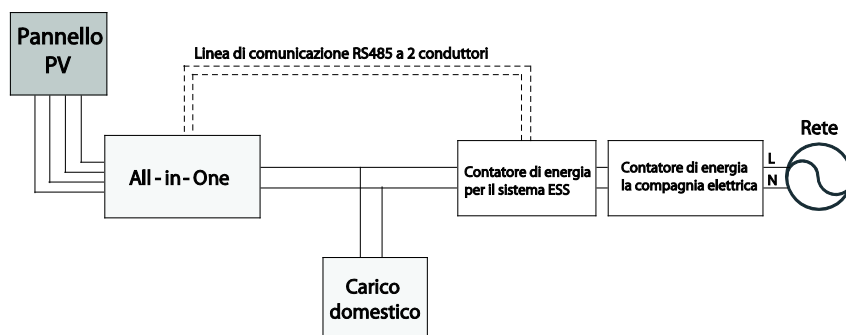 Pannello
PV
Linea di comunicazione RS485 a 2 conduttori
Rete
All - in - One
Contatore di energia
per il sistema ESS
Contatore di energia
la compagnia elettrica
L
N
Carico
domestico